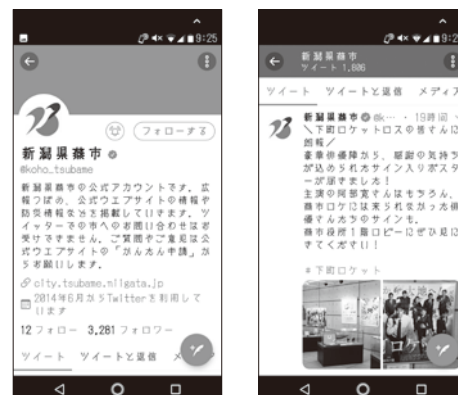 9:25
フォローする
新潟県燕市
@koho_tsubame
新潟県燕市の公式アカウントです。広
報つばめ、公式ウエブサイトの情報や
防災情報などを掲載していきます。ツ
イッターでの市へのお問い合わせはお
受けできません。ご質問やご意見は公
式ウエブサイトの「かんたん申請」か
らお願いします。
city.tsubame.niigata.jp
2014年6月からTwitterを利用して
います
12 フォロー 3,281 フォロワー
ツイート ツイートと返信
9:2
新潟県燕市
ツイート 1,806
ツイート ツイートと返信 メディア
新潟県燕市 @k… ・ 19時間
＼下町ロケットロスの皆さんに
朗報／
豪華俳優陣から、感謝の気持ち
が込められたサイン入りポスタ
ーが届きました！
主演の阿部寛さんはもちろん、
燕市ロケには来られなかった俳
優さんたちのサインも。
燕市役所1階ロビーにぜひ見に
きてください！
#下町ロケット